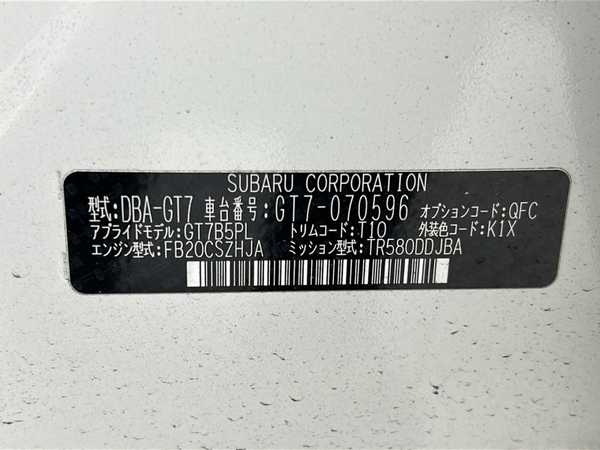 SUBARU CORPORATION
型式:DBA-GT7 車台番号:GT7-070596 オプションコード:QFC
アプライドモデル:GT7B5PL トリムコード:T10 外装色コード:K1X
エンジン型式:FB20CSZHJA ミッション型式:TR580DDJBA